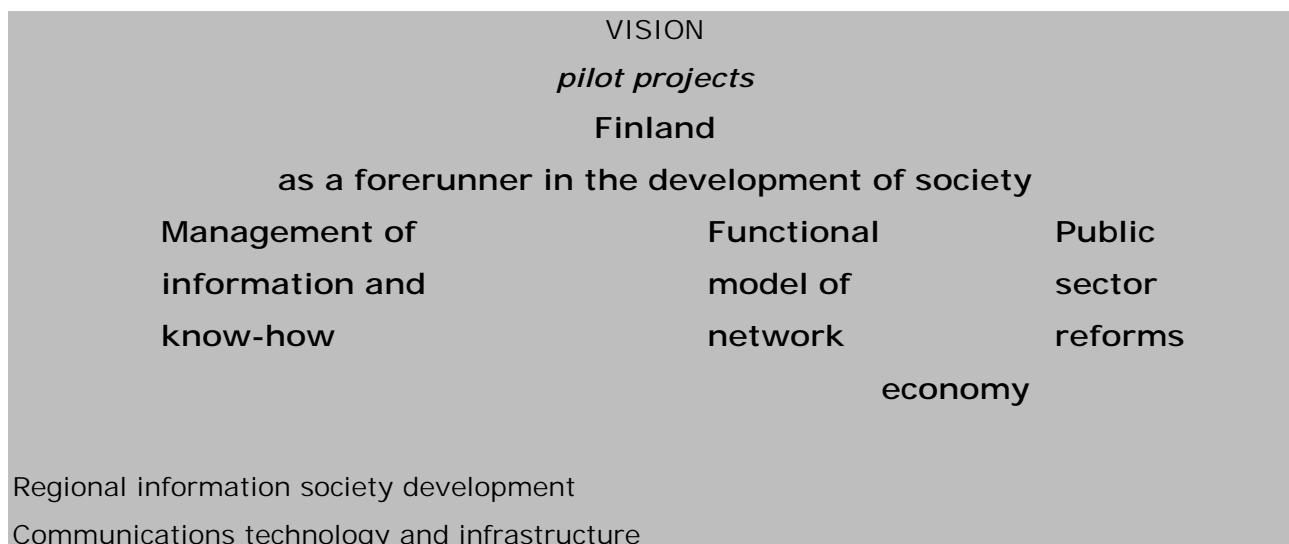 VISION
pilot projects
Finland
as a forerunner in the development of society
Management of Functional Public
information and model of sector
know-how network reforms
economy
Regional information society development
Communications technology and infrastructure